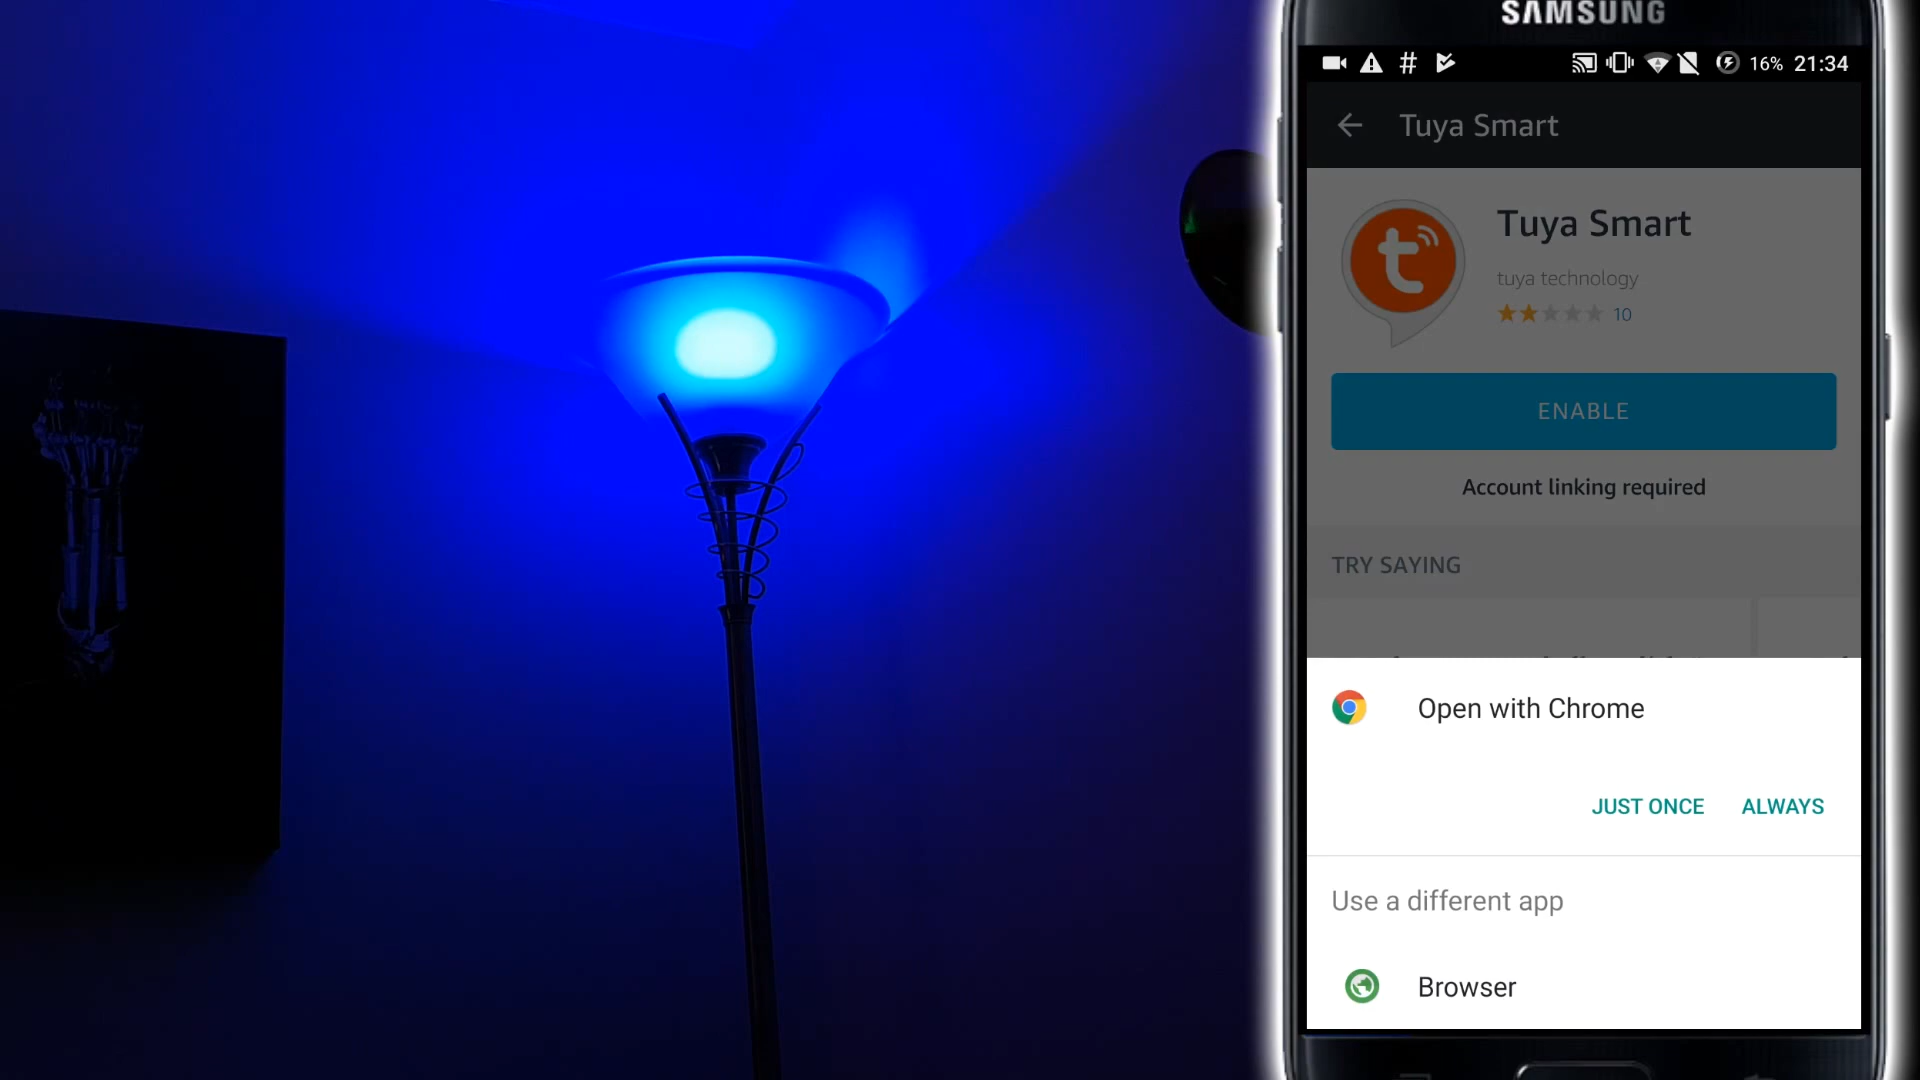 SAMSUNG
16% 21:34
Tuya Smart
Tuya Smart
tuya technology
10
ENABLE
Account linking required
TRY SAYING
Open with Chrome
JUST ONCE ALWAYS
Use a different app
Browser